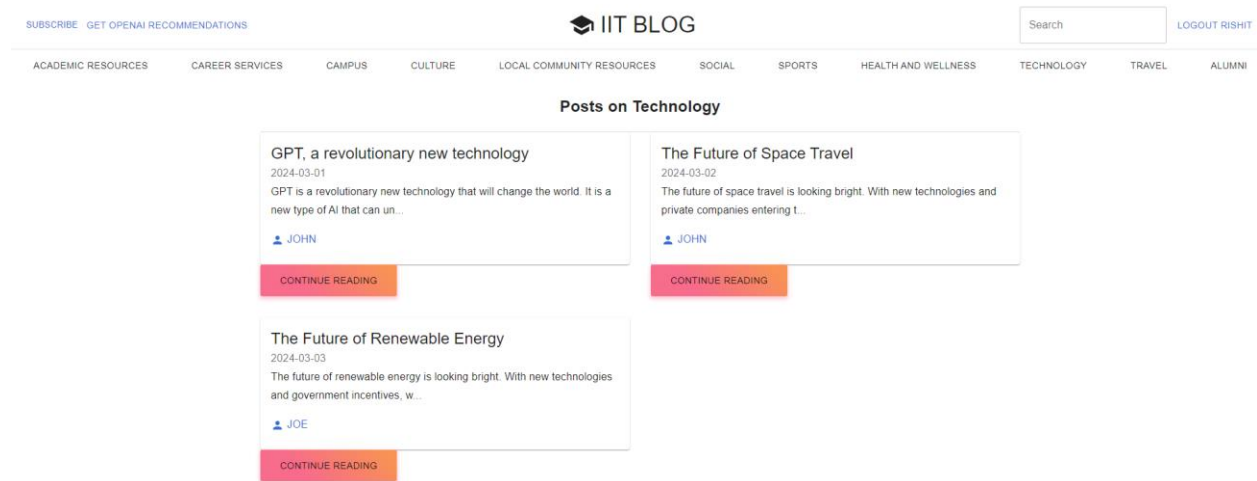 SUBSCRIBE GET OPENAI RECOMMENDATIONS
IIT BLOG
Search
LOGOUT RISHIT
ACADEMIC RESOURCES CAREER SERVICES CAMPUS CULTURE LOCAL COMMUNITY RESOURCES SOCIAL SPORTS HEALTH AND WELLNESS TECHNOLOGY TRAVEL ALUMNI
Posts on Technology
GPT, a revolutionary new technology
2024-03-01
GPT is a revolutionary new technology that will change the world. It is a
new type of AI that can un...
JOHN
CONTINUE READING
The Future of Space Travel
2024-03-02
The future of space travel is looking bright. With new technologies and
private companies entering t...
JOHN
CONTINUE READING
The Future of Renewable Energy
2024-03-03
The future of renewable energy is looking bright. With new technologies
and government incentives, w...
JOE
CONTINUE READING